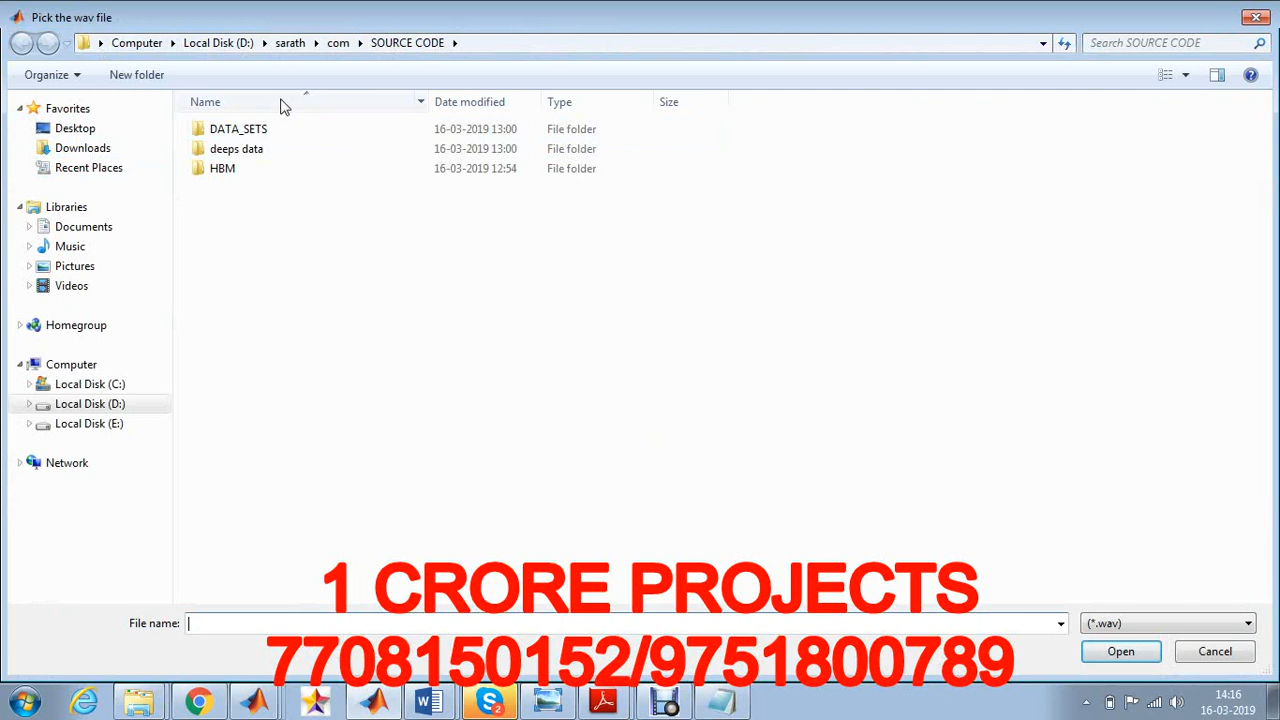 Pick the wav file
Computer Local Disk (D:) sarath com SOURCE CODE Search SOURCE CODE
Organize New folder
Name Date modified Type Size
DATA_SETS 16-03-2019 13:00 File folder
deeps data 16-03-2019 13:00 File folder
HBM 16-03-2019 12:54 File folder
Favorites
Desktop
Downloads
Recent Places
Libraries
Documents
Music
Pictures
Videos
Homegroup
Computer
Local Disk (C:)
Local Disk (D:)
Local Disk (E:)
Network
1 CRORE PROJECTS
File name: (*.wav)
7708150152/9751800789
Open Cancel
2
14:16
16-03-2019